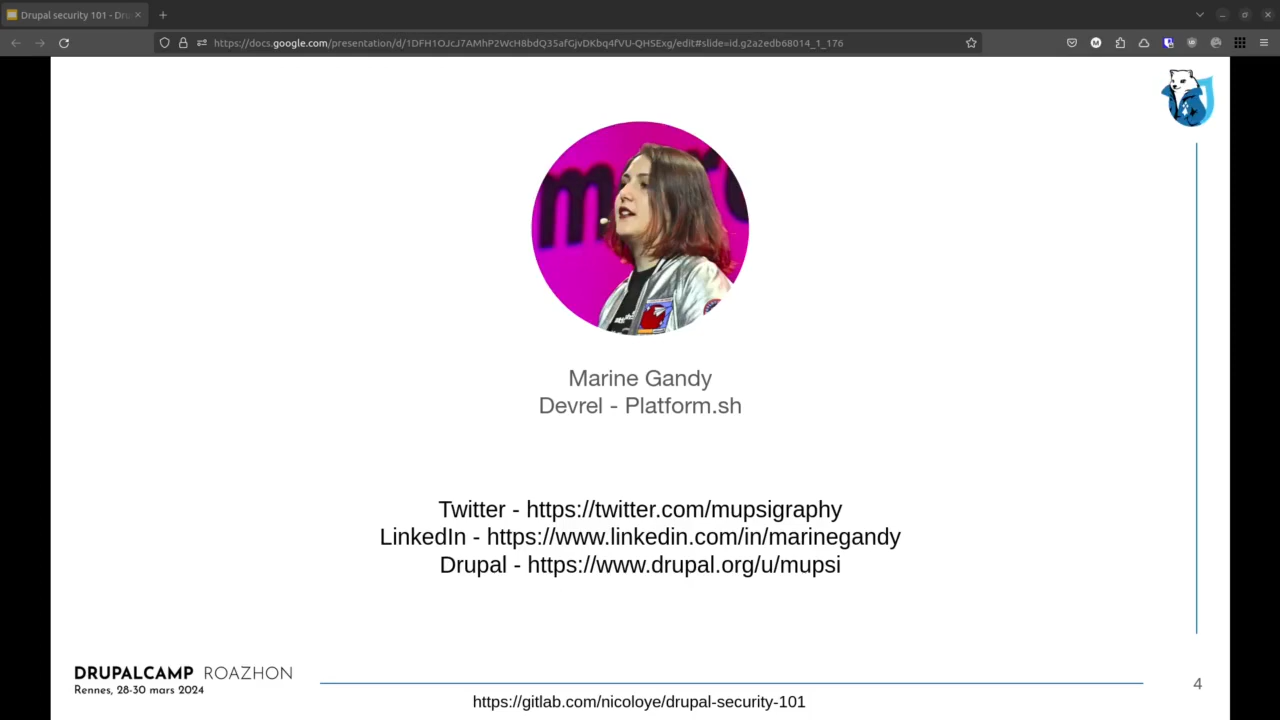 Drupal security 101 - Dru
https://docs.google.com/presentation/d/1DFH1OJcJ7AMhP2WcH8bdQ35afGjvDKbq4fVU-QHSExg/edit#slide=id.g2a2edb68014_1_176
Marine Gandy
Devrel - Platform.sh
Twitter - https://twitter.com/mupsigraphy
LinkedIn - https://www.linkedin.com/in/marinegandy
Drupal - https://www.drupal.org/u/mupsi
DRUPALCAMP ROAZHON
Rennes, 28-30 mars 2024
4
https://gitlab.com/nicoloye/drupal-security-101